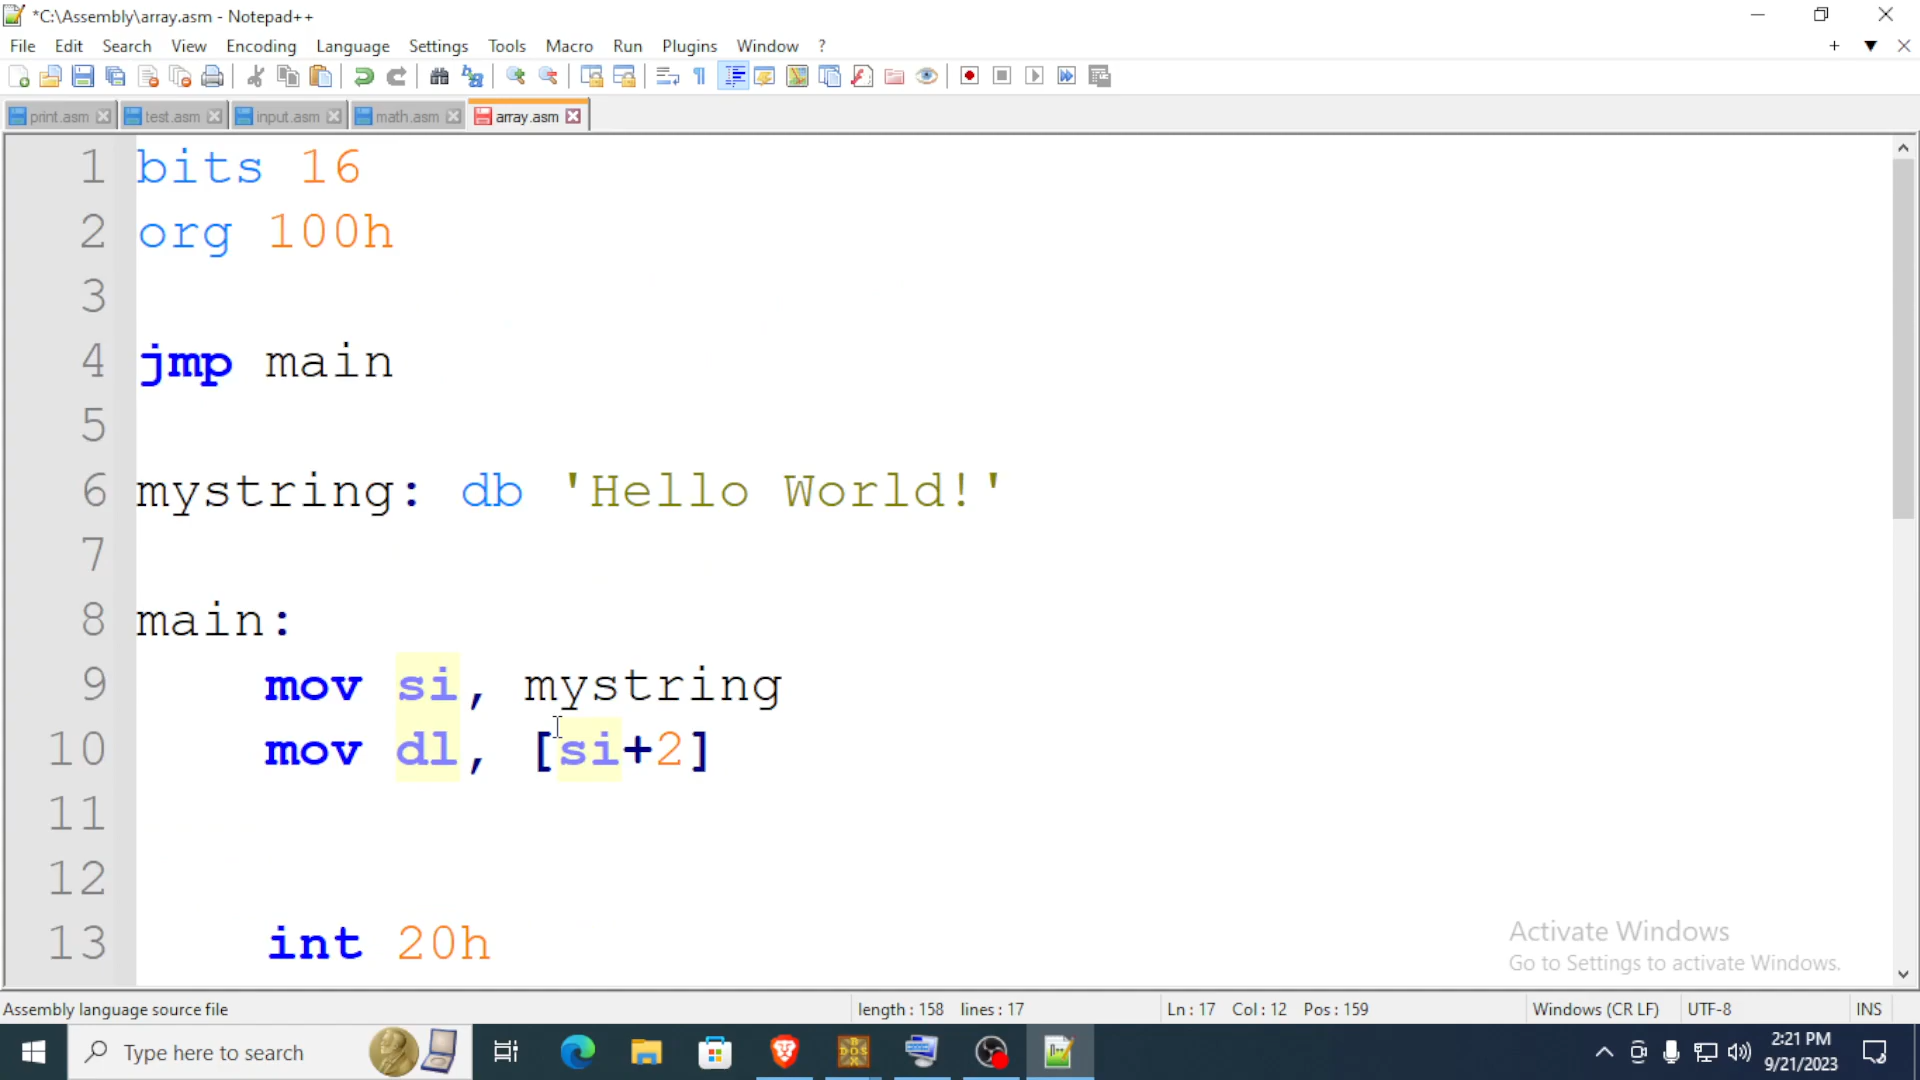 *C:\Assembly\array.asm - Notepad++
File Edit Search View Encoding Language Settings Tools Macro Run Plugins Window ?
print.asm test.asm input.asm math.asm array.asm
1 bits 16
2 org 100h
3
4 jmp main
5
6 mystring: db 'Hello World!'
7
8 main:
9 mov si, mystring
10 mov dl, [si+2]
11
12
13 int 20h
Activate Windows
Go to Settings to activate Windows.
Assembly language source file length : 158 lines : 17 Ln : 17 Col : 12 Pos : 159 Windows (CR LF) UTF-8 INS
Type here to search
DOS
2:21 PM
9/21/2023